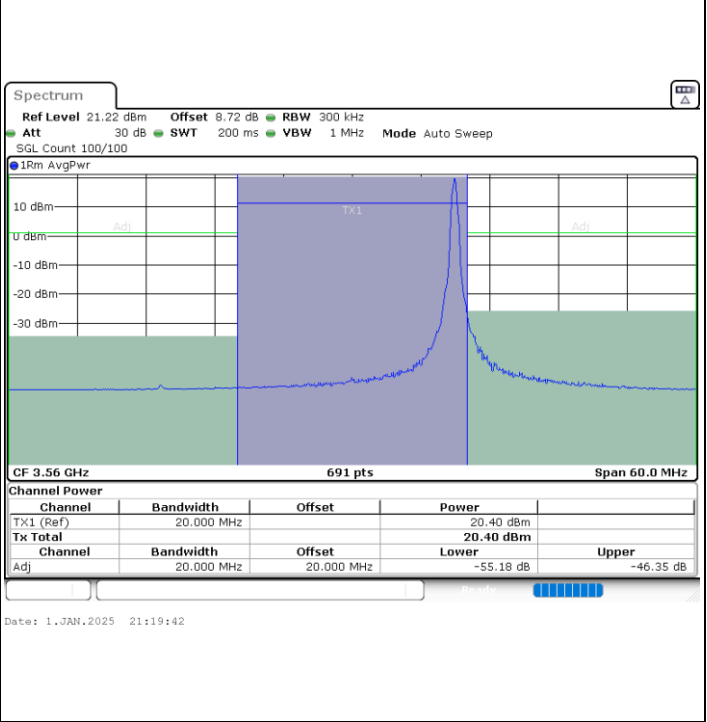 Spectrum
Ref Level 21.22 dBm Offset 8.72 dB RBW 300 kHz
Att 30 dB SWT 200 ms VBW 1 MHz Mode Auto Sweep
SGL Count 100/100
1Rm AvgPwr
10 dBm
TX1
Adj Adj
0 dBm
-10 dBm
-20 dBm
-30 dBm
CF 3.56 GHz 691 pts Span 60.0 MHz
Channel Power
Channel Bandwidth Offset Power
TX1 (Ref) 20.000 MHz 20.40 dBm
Tx Total 20.40 dBm
Channel Bandwidth Offset Lower Upper
Adj 20.000 MHz 20.000 MHz -55.18 dB -46.35 dB
Ready
Date: 1.JAN.2025 21:19:42